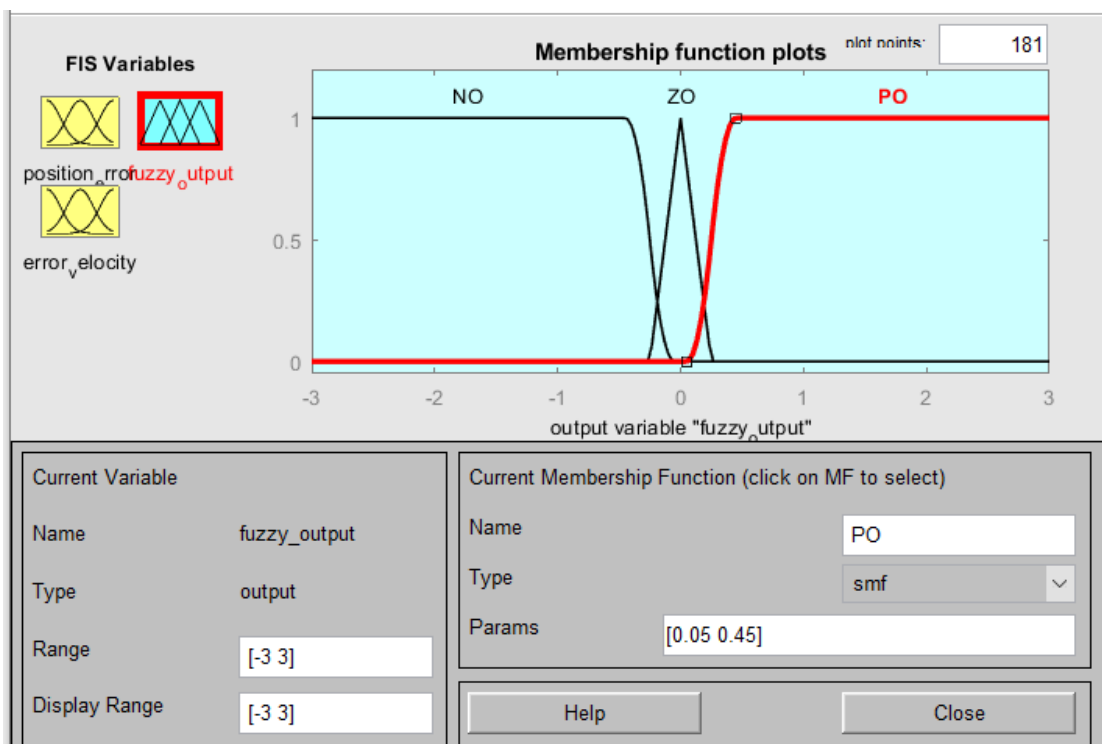 Membership function plots
plot points:
181
FIS Variables
position_error
fuzzy_output
error_velocity
NO
ZO
PO
1
0.5
0
-3
-2
-1
0
1
2
3
output variable "fuzzy_output"
Current Variable
Name
fuzzy_output
Type
output
Range
[-3 3]
Display Range
[-3 3]
Current Membership Function (click on MF to select)
Name
PO
Type
smf
Params
[0.05 0.45]
Help
Close